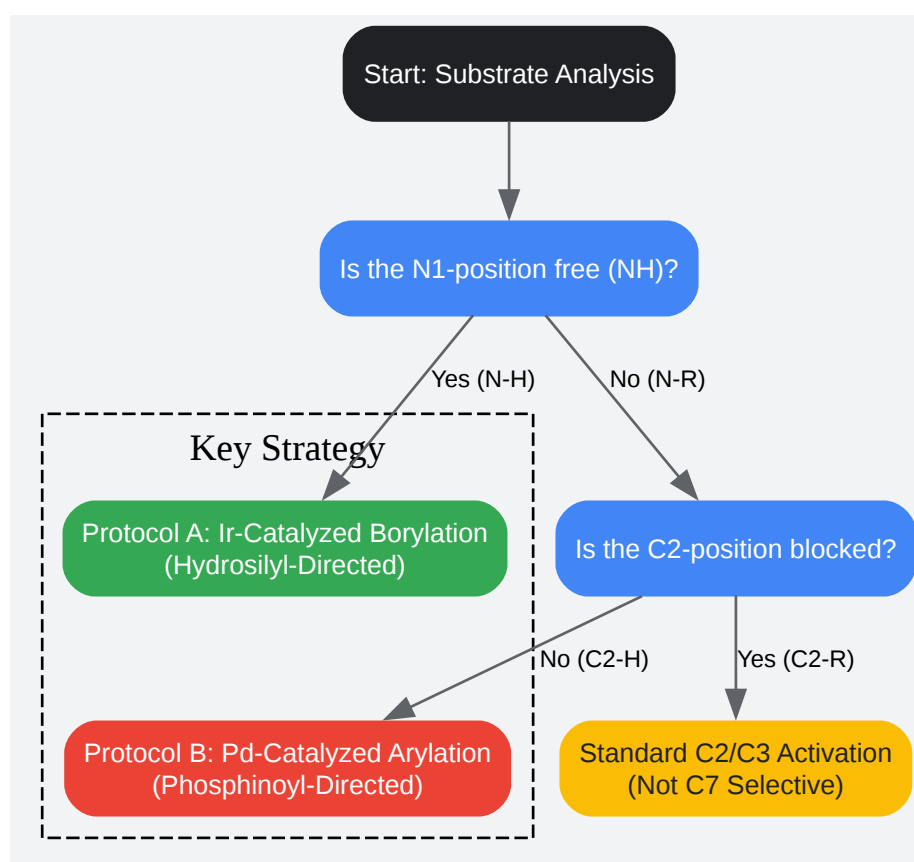 Start: Substrate Analysis
Is the N1-position free (NH)?
Yes (N-H)
No (N-R)
Key Strategy
Protocol A: Ir-Catalyzed Borylation
(Hydrosilyl-Directed)
Is the C2-position blocked?
No (C2-H)
Yes (C2-R)
Protocol B: Pd-Catalyzed Arylation
(Phosphinoyl-Directed)
Standard C2/C3 Activation
(Not C7 Selective)